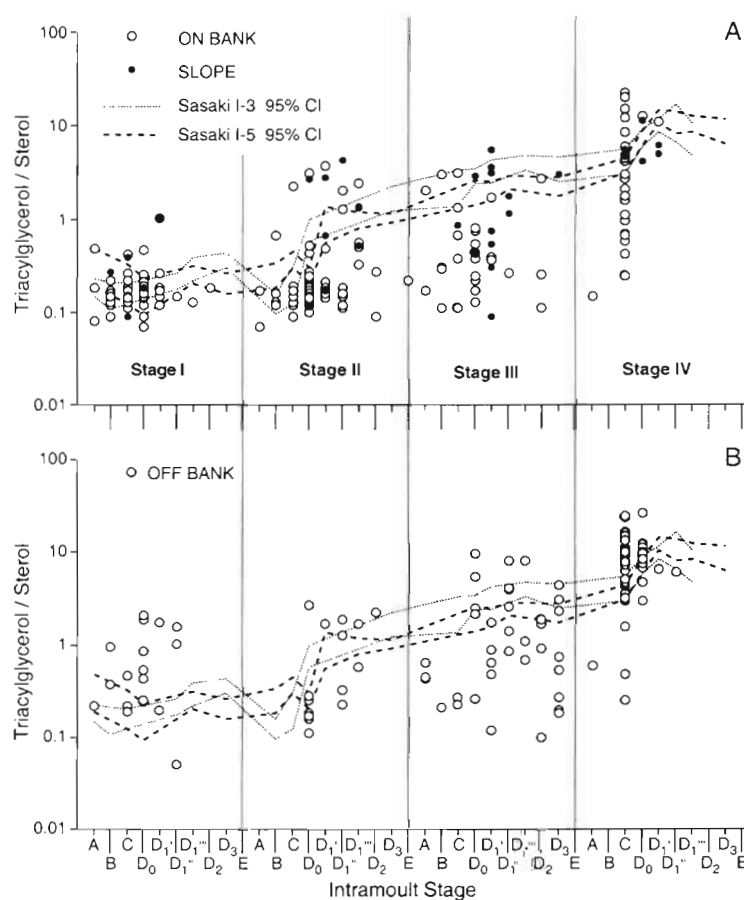 A
ON BANK
SLOPE
Sasaki I-3 95% CI
Sasaki I-5 95% CI
Triacylglycerol / Sterol
100
10
1
0.1
0.01
Stage I
Stage II
Stage III
Stage IV
B
OFF BANK
Triacylglycerol / Sterol
100
10
1
0.1
0.01
A C D₁' D₁''' D₃ A C D₁' D₁''' D₃ A C D₁' D₁''' D₃ A C D₁' D₁''' D₃
B D₀ D₁'' D₂ E B D₀ D₁'' D₂ E B D₀ D₁'' D₂ E B D₀ D₁'' D₂ E
Intramoult Stage